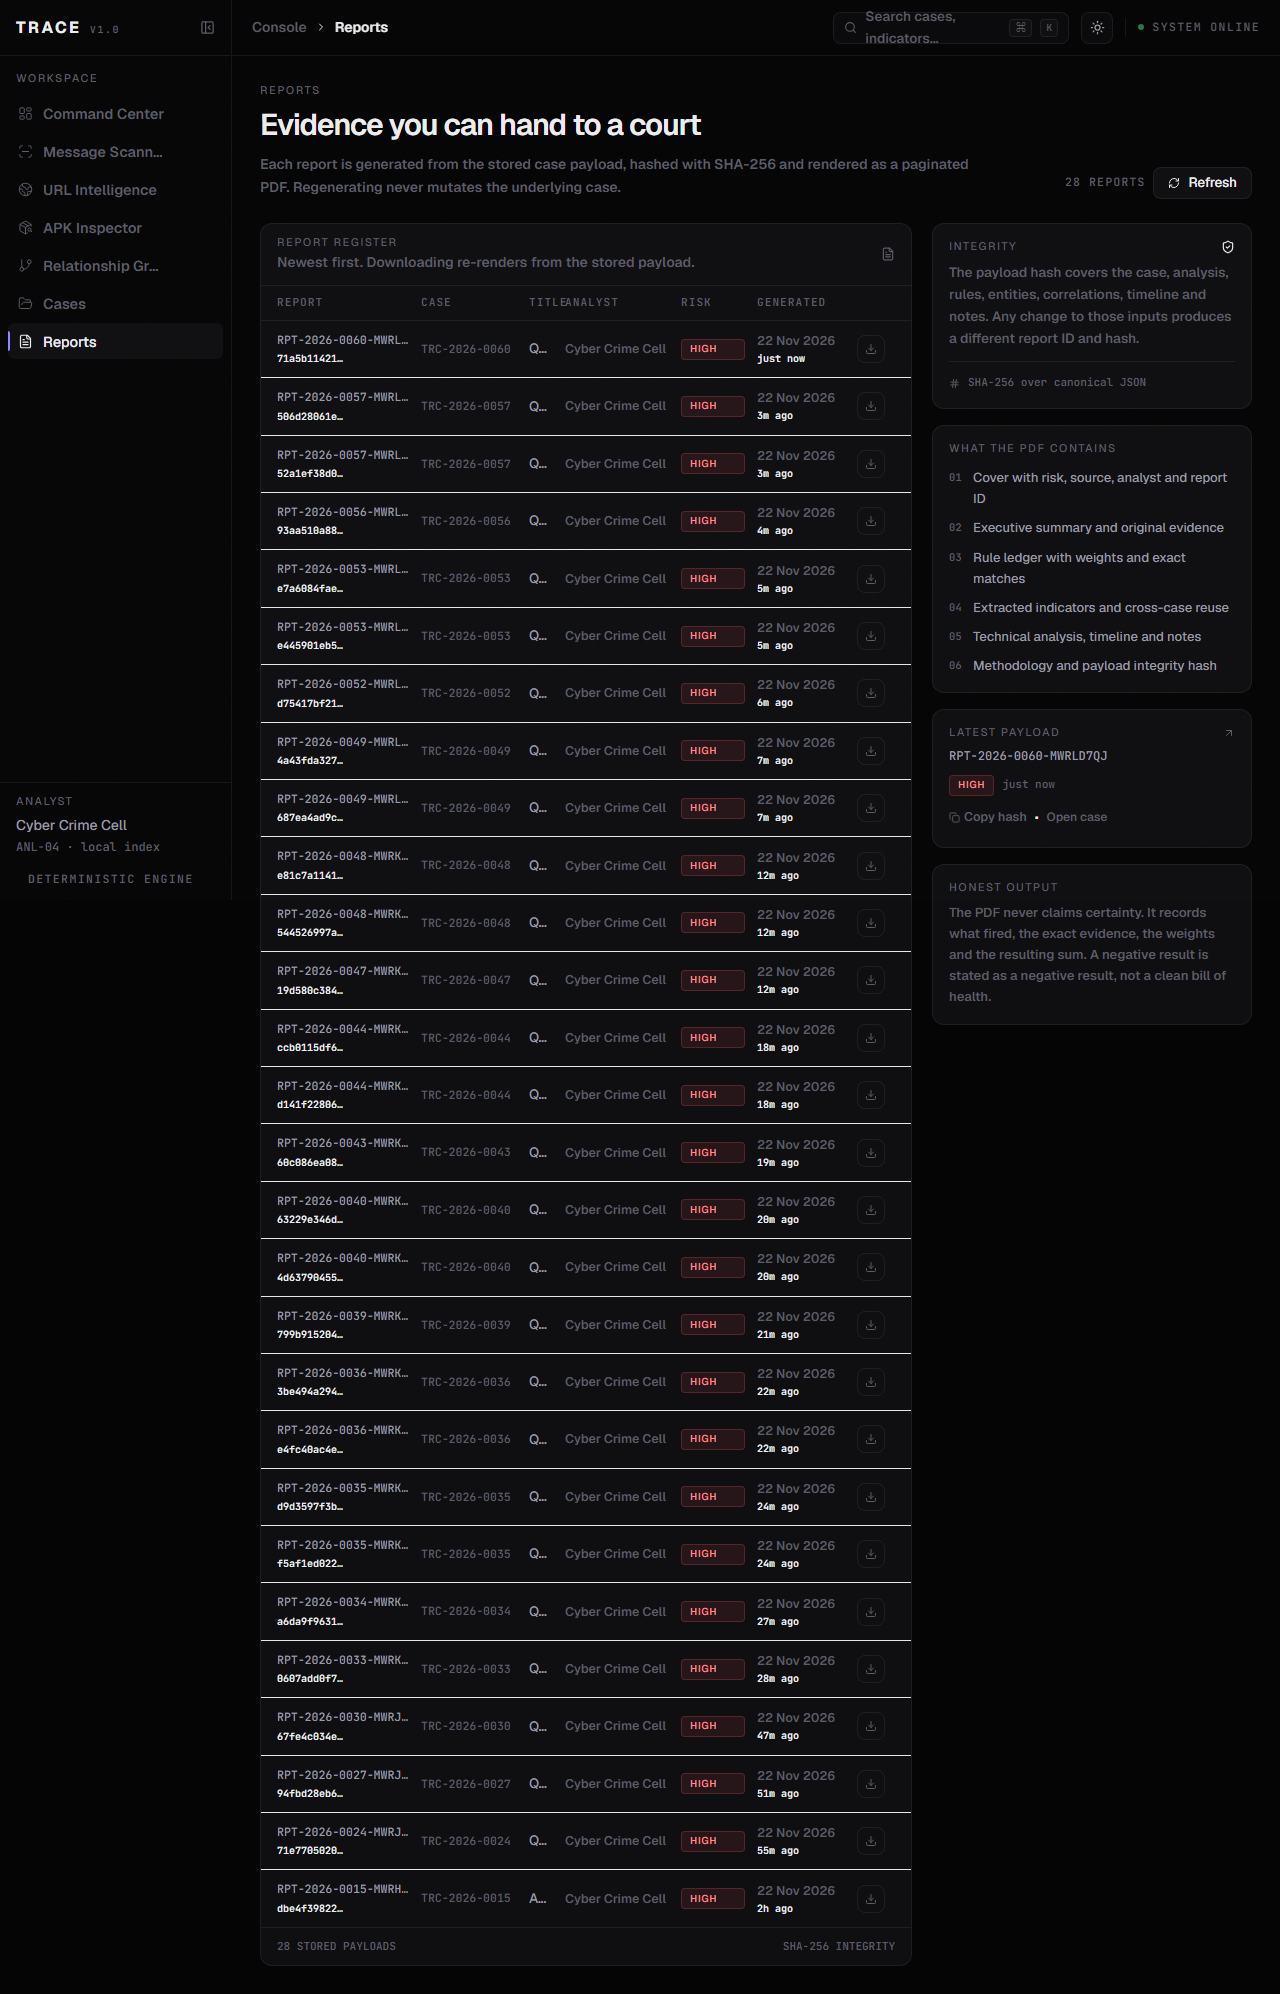 TRACE V1.0
Console > Reports
Search cases, indicators...
⌘ K
SYSTEM ONLINE
WORKSPACE
Command Center
Message Scann...
URL Intelligence
APK Inspector
Relationship Gr...
Cases
Reports
ANALYST
Cyber Crime Cell
ANL-04 · local index
DETERMINISTIC ENGINE
REPORTS
Evidence you can hand to a court
Each report is generated from the stored case payload, hashed with SHA-256 and rendered as a paginated
PDF. Regenerating never mutates the underlying case.
28 REPORTS
Refresh
REPORT REGISTER
Newest first. Downloading re-renders from the stored payload.
REPORT CASE TITLE ANALYST RISK GENERATED
RPT-2026-0060-MWRL… TRC-2026-0060 Q... Cyber Crime Cell HIGH 22 Nov 2026
71a5b11421… just now
RPT-2026-0057-MWRL… TRC-2026-0057 Q... Cyber Crime Cell HIGH 22 Nov 2026
506d28061e… 3m ago
RPT-2026-0057-MWRL… TRC-2026-0057 Q... Cyber Crime Cell HIGH 22 Nov 2026
52a1ef38d0… 3m ago
RPT-2026-0056-MWRL… TRC-2026-0056 Q... Cyber Crime Cell HIGH 22 Nov 2026
93aa510a88… 4m ago
RPT-2026-0053-MWRL… TRC-2026-0053 Q... Cyber Crime Cell HIGH 22 Nov 2026
e7a6084fae… 5m ago
RPT-2026-0053-MWRL… TRC-2026-0053 Q... Cyber Crime Cell HIGH 22 Nov 2026
e445901eb5… 5m ago
RPT-2026-0052-MWRL… TRC-2026-0052 Q... Cyber Crime Cell HIGH 22 Nov 2026
d75417bf21… 6m ago
RPT-2026-0049-MWRL… TRC-2026-0049 Q... Cyber Crime Cell HIGH 22 Nov 2026
4a43fda327… 7m ago
RPT-2026-0049-MWRL… TRC-2026-0049 Q... Cyber Crime Cell HIGH 22 Nov 2026
687ea4ad9c… 7m ago
RPT-2026-0048-MWRK… TRC-2026-0048 Q... Cyber Crime Cell HIGH 22 Nov 2026
e81c7a1141… 12m ago
RPT-2026-0048-MWRK… TRC-2026-0048 Q... Cyber Crime Cell HIGH 22 Nov 2026
544526997a… 12m ago
RPT-2026-0047-MWRK… TRC-2026-0047 Q... Cyber Crime Cell HIGH 22 Nov 2026
19d580c384… 12m ago
RPT-2026-0044-MWRK… TRC-2026-0044 Q... Cyber Crime Cell HIGH 22 Nov 2026
ccb0115df6… 18m ago
RPT-2026-0044-MWRK… TRC-2026-0044 Q... Cyber Crime Cell HIGH 22 Nov 2026
d141f22806… 18m ago
RPT-2026-0043-MWRK… TRC-2026-0043 Q... Cyber Crime Cell HIGH 22 Nov 2026
60c086ea08… 19m ago
RPT-2026-0040-MWRK… TRC-2026-0040 Q... Cyber Crime Cell HIGH 22 Nov 2026
63229e346d… 20m ago
RPT-2026-0040-MWRK… TRC-2026-0040 Q... Cyber Crime Cell HIGH 22 Nov 2026
4d63790455… 20m ago
RPT-2026-0039-MWRK… TRC-2026-0039 Q... Cyber Crime Cell HIGH 22 Nov 2026
799b915204… 21m ago
RPT-2026-0036-MWRK… TRC-2026-0036 Q... Cyber Crime Cell HIGH 22 Nov 2026
3be494a294… 22m ago
RPT-2026-0036-MWRK… TRC-2026-0036 Q... Cyber Crime Cell HIGH 22 Nov 2026
e4fc40ac4e… 22m ago
RPT-2026-0035-MWRK… TRC-2026-0035 Q... Cyber Crime Cell HIGH 22 Nov 2026
d9d3597f3b… 24m ago
RPT-2026-0035-MWRK… TRC-2026-0035 Q... Cyber Crime Cell HIGH 22 Nov 2026
f5af1ed022… 24m ago
RPT-2026-0034-MWRK… TRC-2026-0034 Q... Cyber Crime Cell HIGH 22 Nov 2026
a6da9f9631… 27m ago
RPT-2026-0033-MWRK… TRC-2026-0033 Q... Cyber Crime Cell HIGH 22 Nov 2026
0607add0f7… 28m ago
RPT-2026-0030-MWRJ… TRC-2026-0030 Q... Cyber Crime Cell HIGH 22 Nov 2026
67fe4c034e… 47m ago
RPT-2026-0027-MWRJ… TRC-2026-0027 Q... Cyber Crime Cell HIGH 22 Nov 2026
94fbd28eb6… 51m ago
RPT-2026-0024-MWRJ… TRC-2026-0024 Q... Cyber Crime Cell HIGH 22 Nov 2026
71e7705020… 55m ago
RPT-2026-0015-MWRH… TRC-2026-0015 A... Cyber Crime Cell HIGH 22 Nov 2026
dbe4f39822… 2h ago
28 STORED PAYLOADS
SHA-256 INTEGRITY
INTEGRITY
The payload hash covers the case, analysis,
rules, entities, correlations, timeline and
notes. Any change to those inputs produces
a different report ID and hash.
# SHA-256 over canonical JSON
WHAT THE PDF CONTAINS
01 Cover with risk, source, analyst and report
ID
02 Executive summary and original evidence
03 Rule ledger with weights and exact
matches
04 Extracted indicators and cross-case reuse
05 Technical analysis, timeline and notes
06 Methodology and payload integrity hash
LATEST PAYLOAD
RPT-2026-0060-MWRLD7QJ
HIGH just now
Copy hash • Open case
HONEST OUTPUT
The PDF never claims certainty. It records
what fired, the exact evidence, the weights
and the resulting sum. A negative result is
stated as a negative result, not a clean bill of
health.